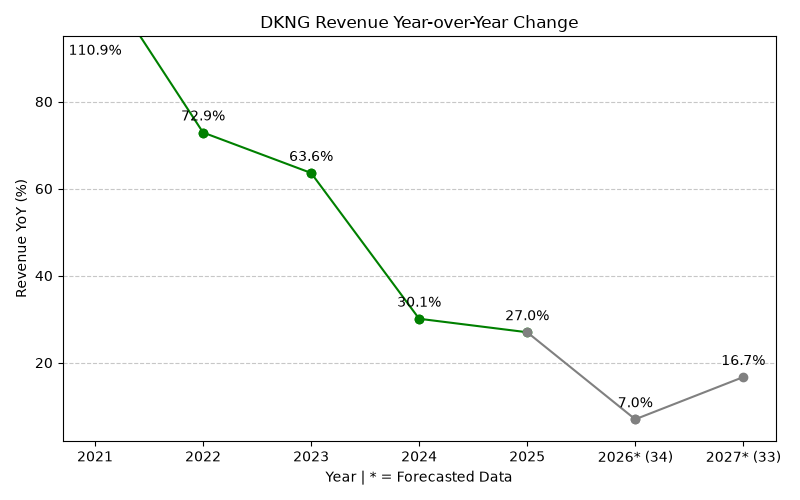 DKNG Revenue Year-over-Year Change
110.9%
72.9%
63.6%
30.1%
27.0%
7.0%
16.7%
80
60
40
20
Revenue YoY (%)
2021 2022 2023 2024 2025 2026* (34) 2027* (33)
Year | * = Forecasted Data